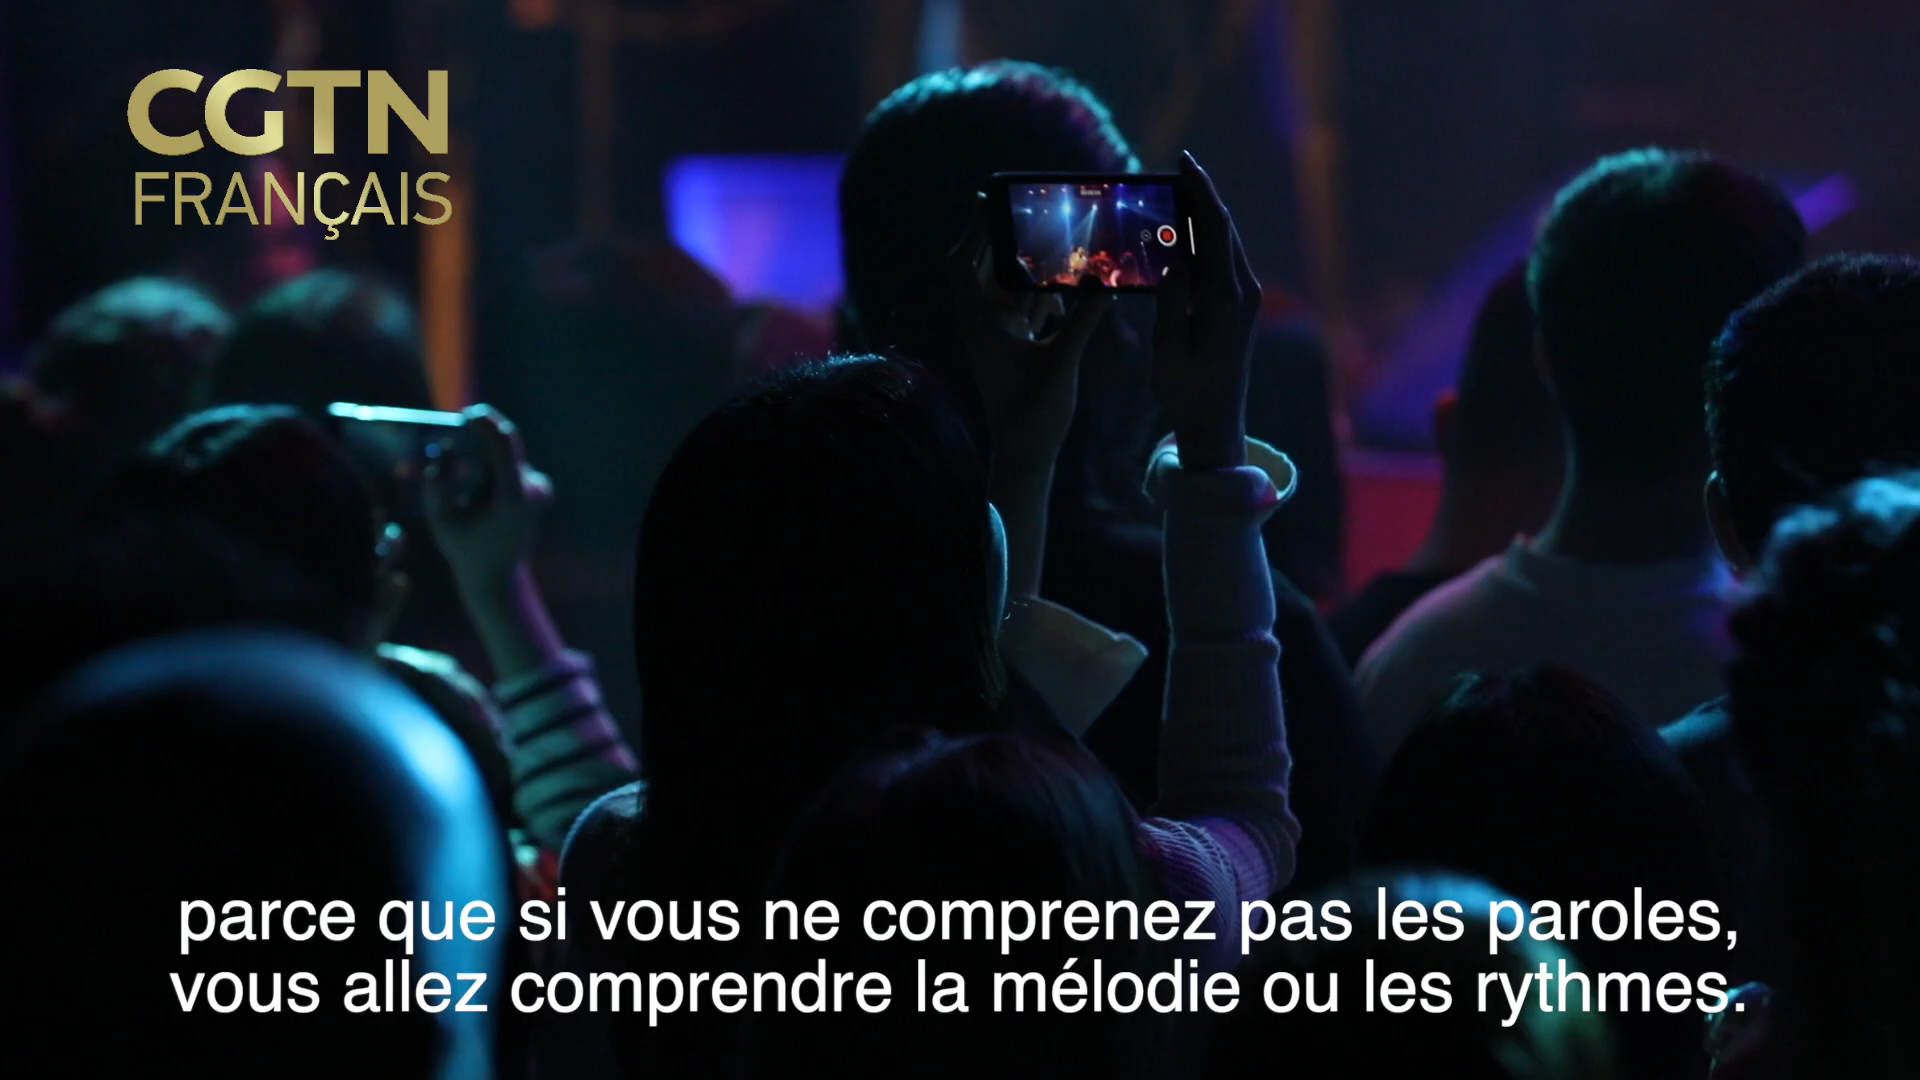 CGTN
FRANÇAIS
parce que si vous ne comprenez pas les paroles,
vous allez comprendre la mélodie ou les rythmes.